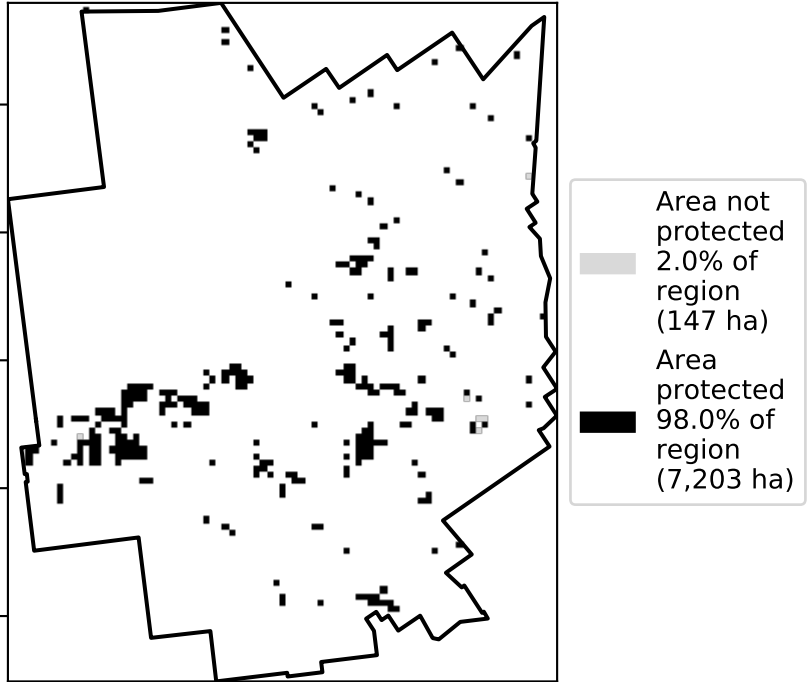 Area not
protected
2.0% of
region
(147 ha)
Area
protected
98.0% of
region
(7,203 ha)